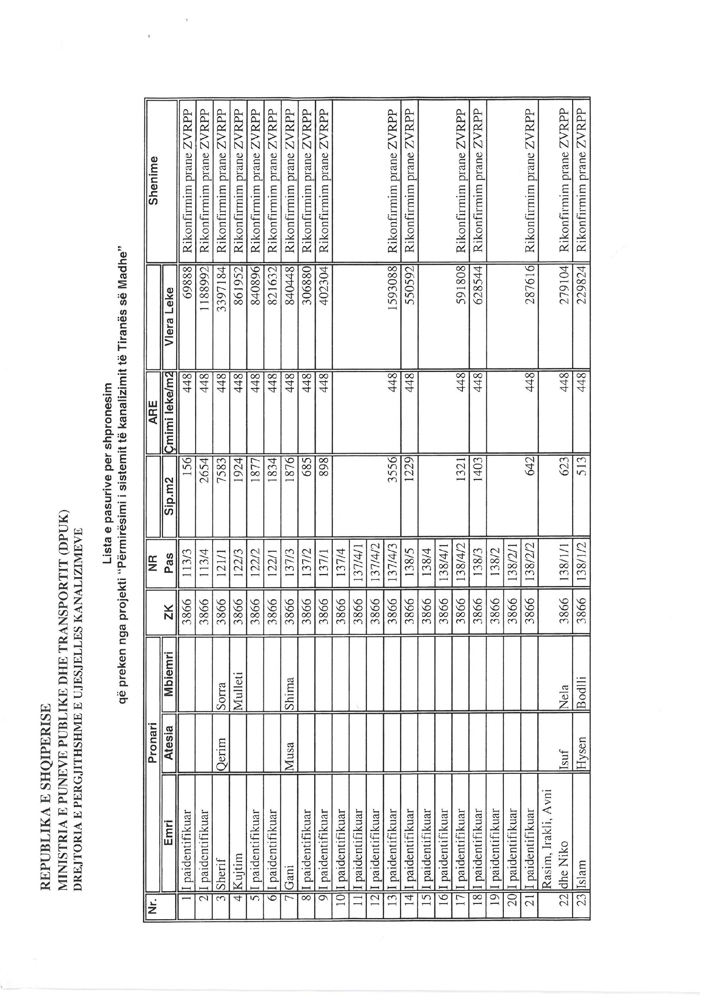 REPUBLIKA E SHQIPERISE
MINISTRIA E PUNEVE PUBLIKE DHE TRANSPORTIT (DPUK)
DREJTORIA E PERGJITHSHME E UJESJELLES KANALIZIMEVE
Lista e pasurive per shpronesim
që preken nga projekti "Përmirësimi i sistemit të kanalizimit të Tiranës së Madhe"
Nr. Pronari ZK NR Pas ARE Shenime
Emri Atesia Mbiemri Sip.m2 Çmimi leke/m2 Vlera Leke
1 I paidentifikuar 3866 113/3 156 448 69888 Rikonfirmim prane ZVRPP
2 I paidentifikuar 3866 113/4 2654 448 1188992 Rikonfirmim prane ZVRPP
3 Sherif Qerim Sorra 3866 121/1 7583 448 3397184 Rikonfirmim prane ZVRPP
4 Kujtim Mulleti 3866 122/3 1924 448 861952 Rikonfirmim prane ZVRPP
5 I paidentifikuar 3866 122/2 1877 448 840896 Rikonfirmim prane ZVRPP
6 I paidentifikuar 3866 122/1 1834 448 821632 Rikonfirmim prane ZVRPP
7 Gani Musa Shima 3866 137/3 1876 448 840448 Rikonfirmim prane ZVRPP
8 I paidentifikuar 3866 137/2 685 448 306880 Rikonfirmim prane ZVRPP
9 I paidentifikuar 3866 137/1 898 448 402304 Rikonfirmim prane ZVRPP
10 I paidentifikuar 3866 137/4
11 I paidentifikuar 3866 137/4/1
12 I paidentifikuar 3866 137/4/2
13 I paidentifikuar 3866 137/4/3 3556 448 1593088 Rikonfirmim prane ZVRPP
14 I paidentifikuar 3866 138/5 1229 448 550592 Rikonfirmim prane ZVRPP
15 I paidentifikuar 3866 138/4
16 I paidentifikuar 3866 138/4/1
17 I paidentifikuar 3866 138/4/2 1321 448 591808 Rikonfirmim prane ZVRPP
18 I paidentifikuar 3866 138/3 1403 448 628544 Rikonfirmim prane ZVRPP
19 I paidentifikuar 3866 138/2
20 I paidentifikuar 3866 138/2/1
21 I paidentifikuar 3866 138/2/2 642 448 287616 Rikonfirmim prane ZVRPP
Rasim, Irakli, Avni
22 dhe Niko Isuf Nela 3866 138/1/1 623 448 279104 Rikonfirmim prane ZVRPP
23 Islam Hysen Bodlli 3866 138/1/2 513 448 229824 Rikonfirmim prane ZVRPP